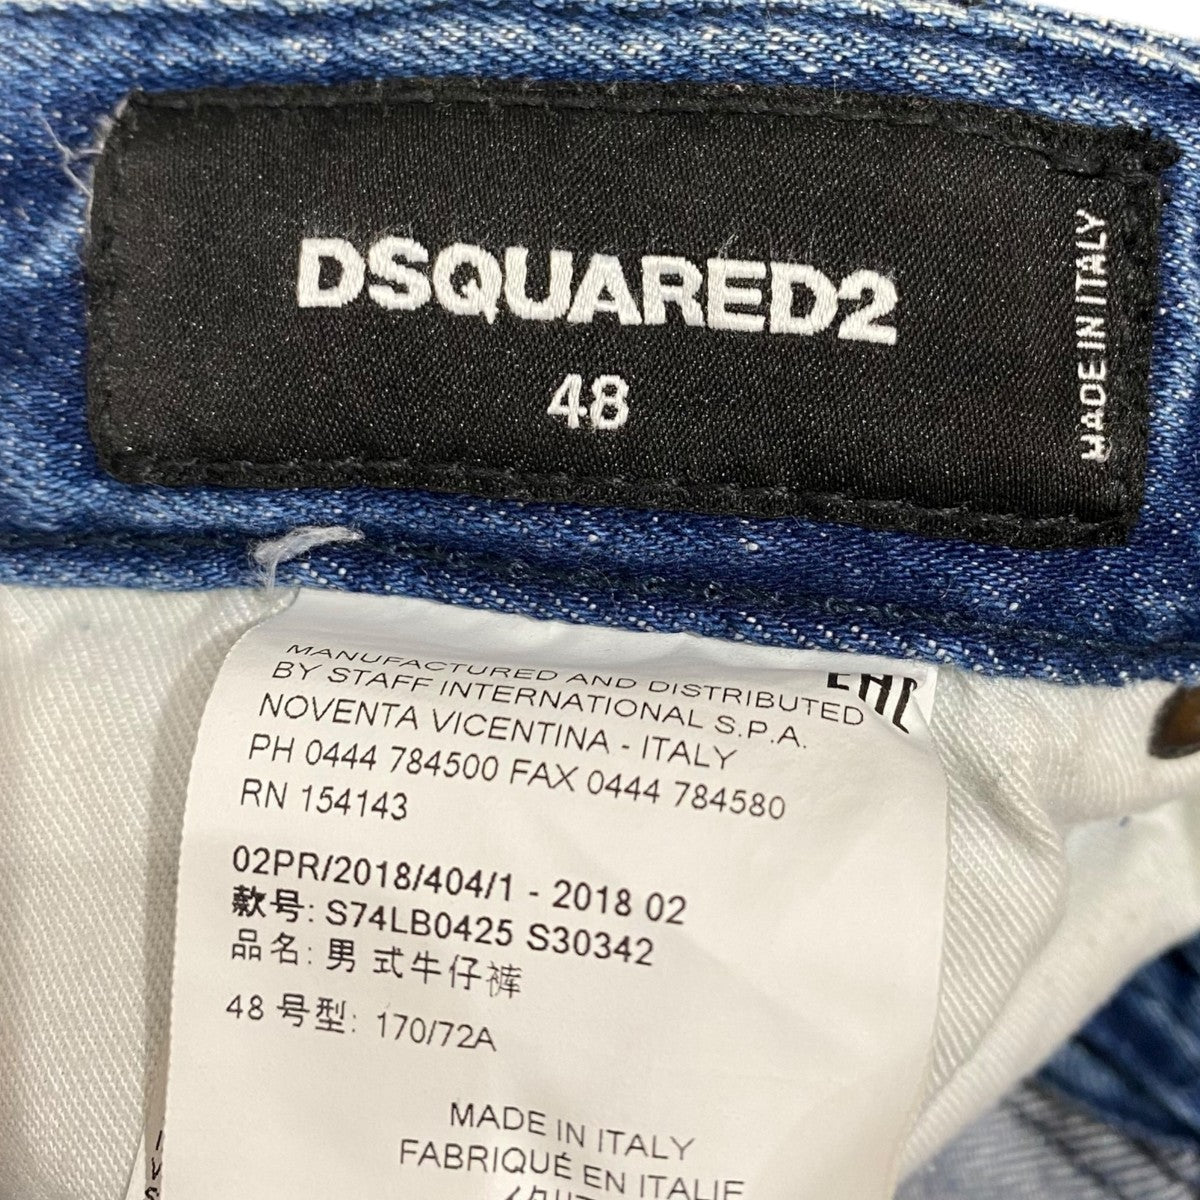 DSQUARED2
48
MADE IN ITALY
MANUFACTURED AND DISTRIBUTED
BY STAFF INTERNATIONAL S.P.A.
NOVENTA VICENTINA - ITALY
PH 0444 784500 FAX 0444 784580
RN 154143
EAC
02PR/2018/404/1 - 2018 02
款号: S74LB0425 S30342
品名: 男 式牛仔裤
48 号型: 170/72A
MADE IN ITALY
FABRIQUÉ EN ITALIE